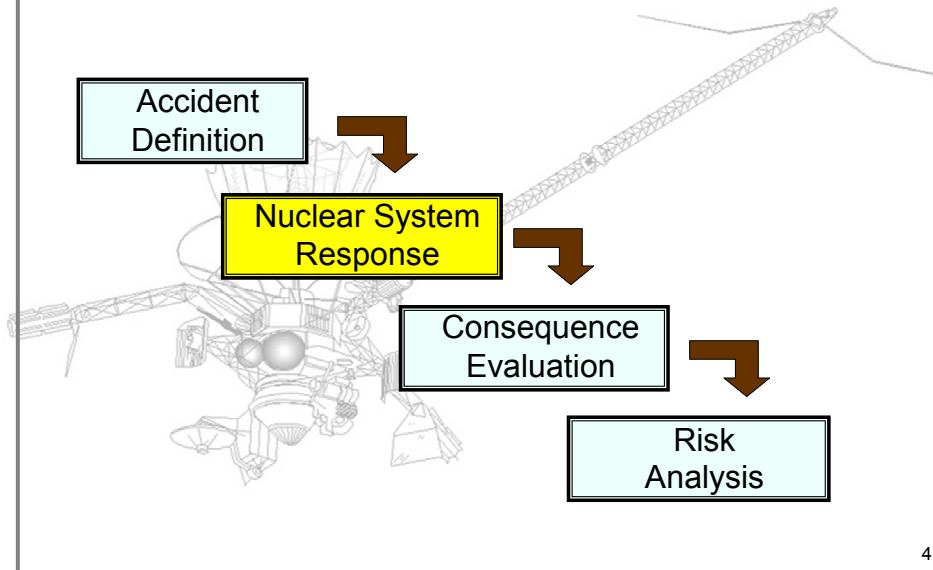 Accident
Definition
Nuclear System
Response
Consequence
Evaluation
Risk
Analysis
4